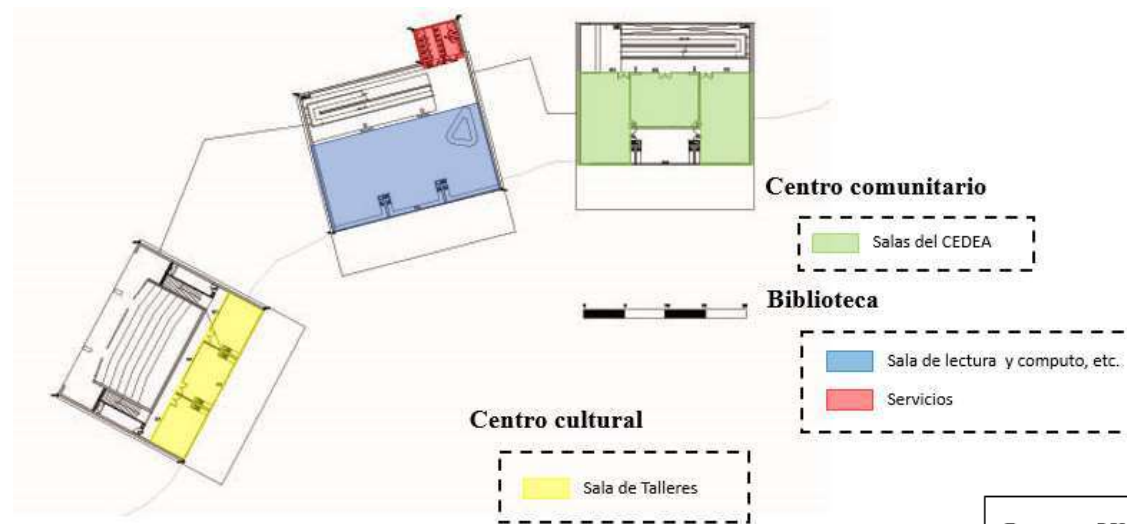 Centro comunitario
Salas del CEDEA
Biblioteca
Sala de lectura y computo, etc.
Servicios
Centro cultural
Sala de Talleres